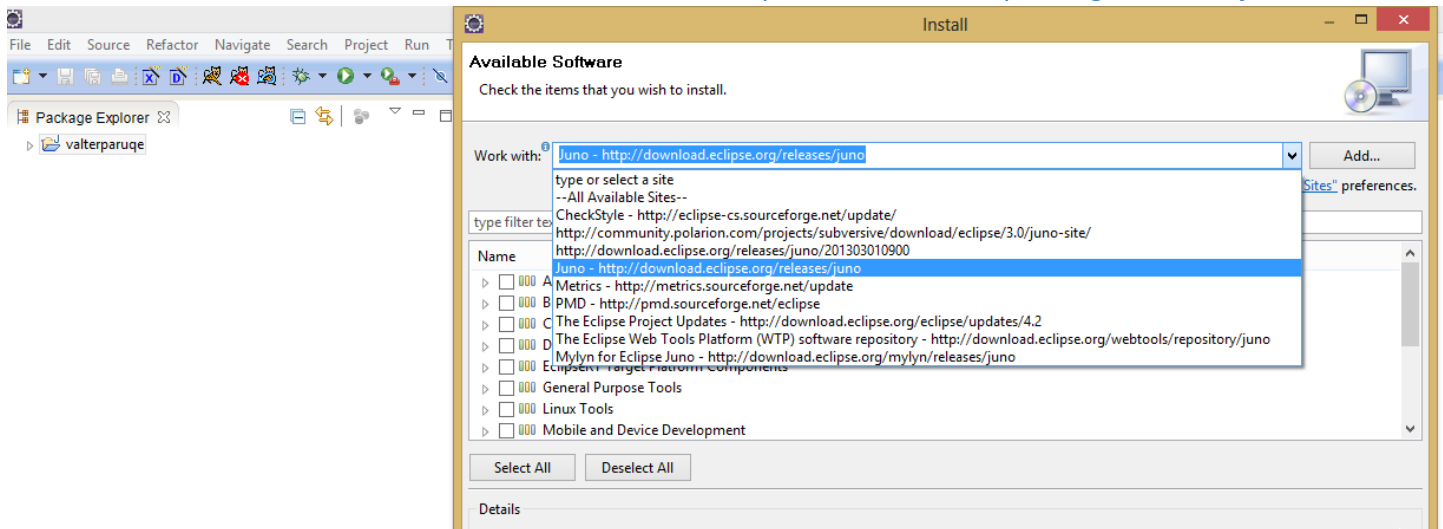 Install
File Edit Source Refactor Navigate Search Project Run T
Available Software
Check the items that you wish to install.
Package Explorer
valterparuqe
Work with: Juno - http://download.eclipse.org/releases/juno
Add...
type or select a site
Sites" preferences.
--All Available Sites--
CheckStyle - http://eclipse-cs.sourceforge.net/update/
type filter te
http://community.polarion.com/projects/subversive/download/eclipse/3.0/juno-site/
http://download.eclipse.org/releases/juno/201303010900
Name
Juno - http://download.eclipse.org/releases/juno
A
Metrics - http://metrics.sourceforge.net/update
B
PMD - http://pmd.sourceforge.net/eclipse
C
The Eclipse Project Updates - http://download.eclipse.org/eclipse/updates/4.2
D
The Eclipse Web Tools Platform (WTP) software repository - http://download.eclipse.org/webtools/repository/juno
Mylyn for Eclipse Juno - http://download.eclipse.org/mylyn/releases/juno
EclipseRT Target Platform Components
General Purpose Tools
Linux Tools
Mobile and Device Development
Select All
Deselect All
Details